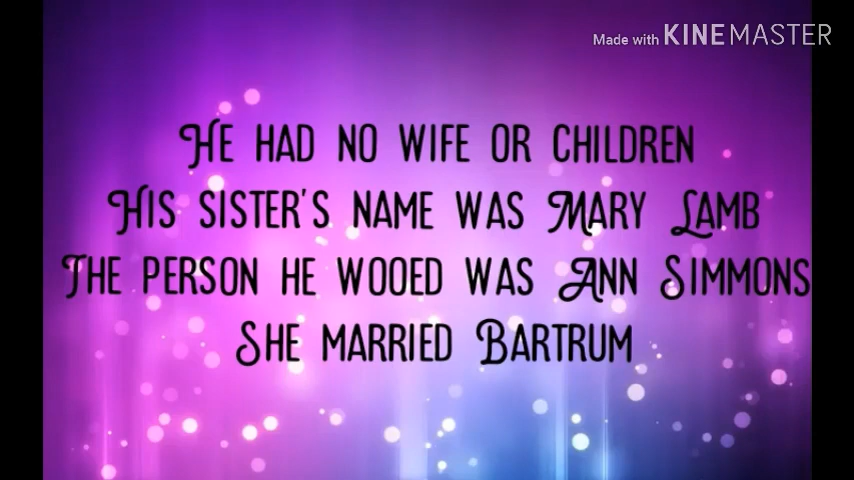 Made with KINEMASTER
He had no wife or children
His sister's name was Mary Lamb
The person he wooed was Ann Simmons
She married Bartrum